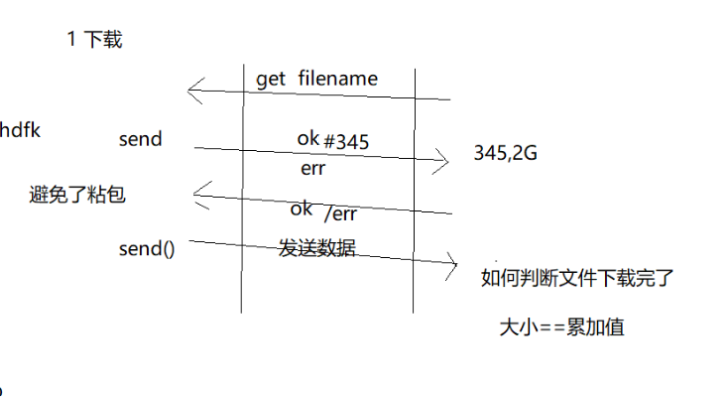 1 下载
get filename
hdfk
send
ok #345
345,2G
err
避免了粘包
ok /err
send()
发送数据
如何判断文件下载完了
大小==累加值